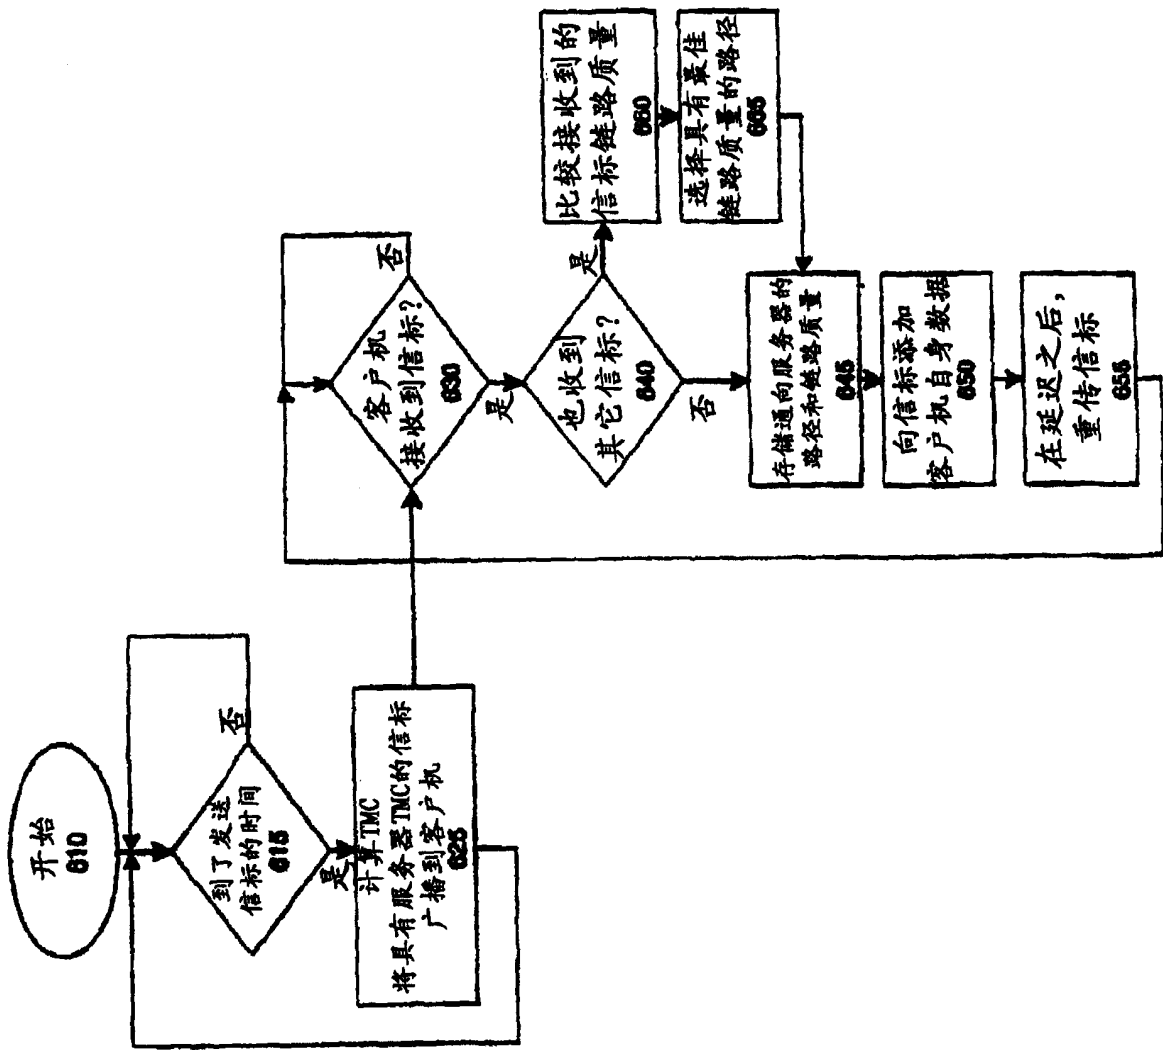 开始
610
到了发送
信标的时间
615
否
是
计算TMC
将具有服务器TMC的信标
广播到客户机
625
客户机
接收到信标?
630
否
是
也收到
其它信标?
640
是
否
比较接收到的
信标链路质量
660
选择具有最佳
链路质量的路径
665
存储通向服务器的
路径和链路质量
645
向信标添加
客户机自身数据
650
在延迟之后，
重传信标
655